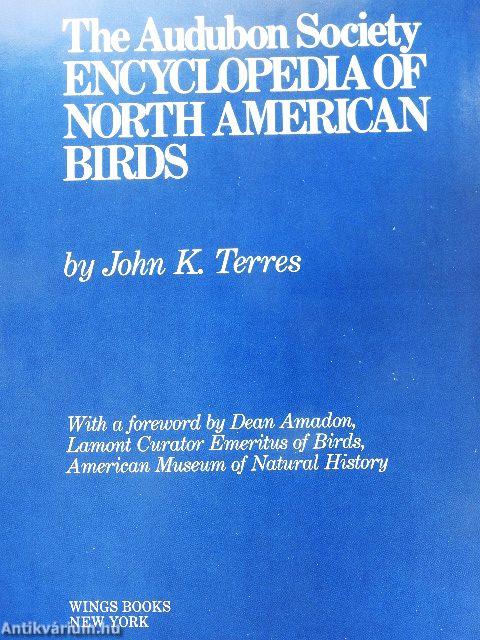 The Audubon Society
ENCYCLOPEDIA OF
NORTH AMERICAN
BIRDS
by John K. Terres
With a foreword by Dean Amadon,
Lamont Curator Emeritus of Birds,
American Museum of Natural History
WINGS BOOKS
NEW YORK
Antikvárium.hu